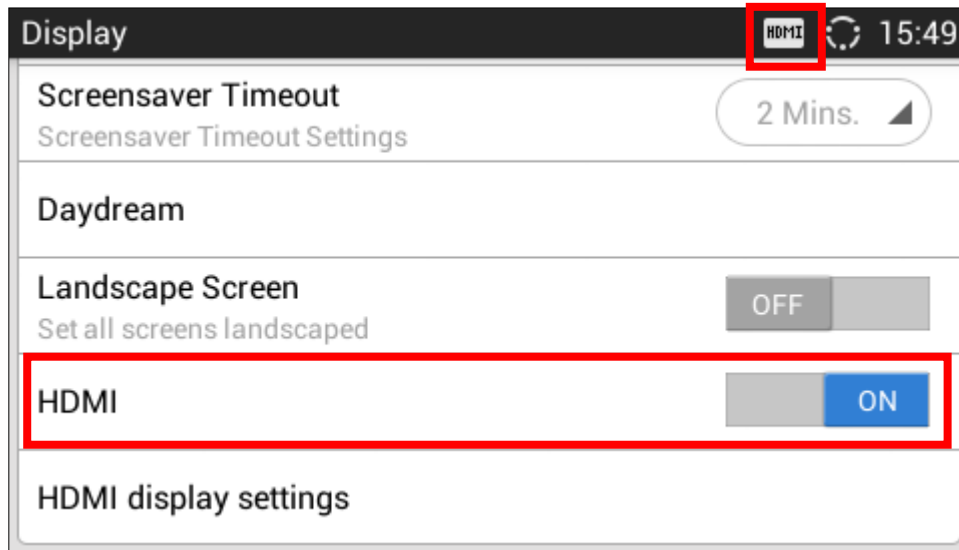 Display HDMI 15:49
Screensaver Timeout
2 Mins.
Screensaver Timeout Settings
Daydream
Landscape Screen
OFF
Set all screens landscaped
HDMI ON
HDMI display settings